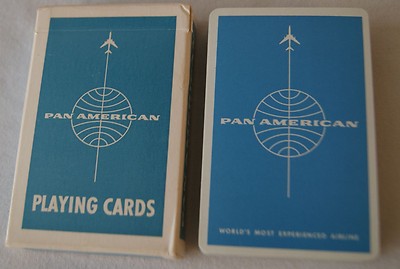 PAN AMERICAN
PLAYING CARDS
PAN AMERICAN
WORLD'S MOST EXPERIENCED AIRLINE